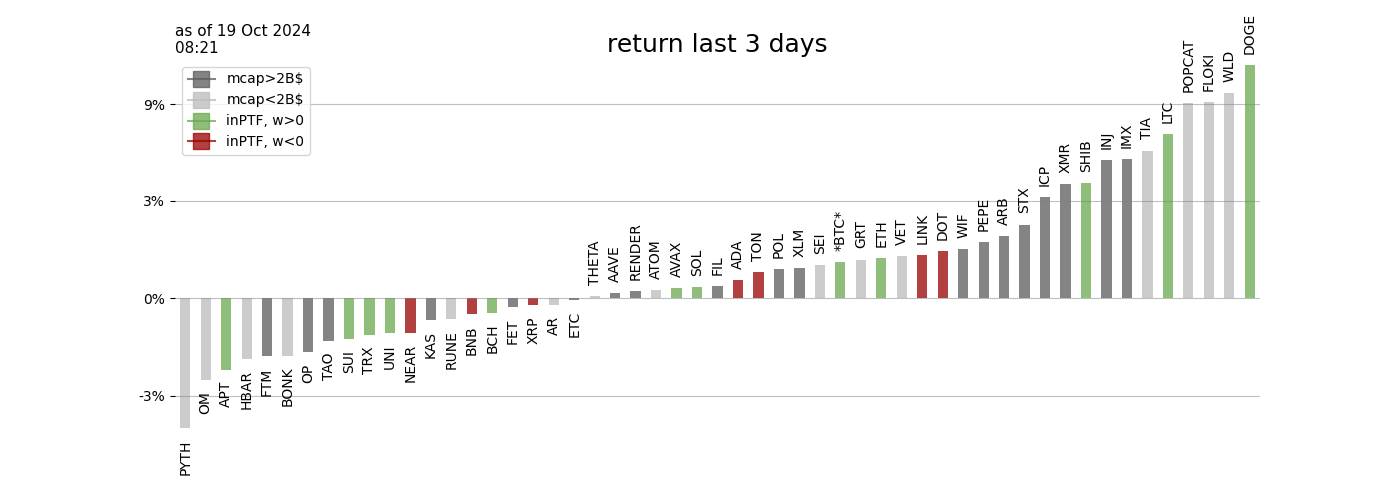 as of 19 Oct 2024
08:21
return last 3 days
mcap>2B$
mcap<2B$
inPTF, w>0
inPTF, w<0
9%
3%
0%
-3%
PYTH
OM
APT
HBAR
FTM
BONK
OP
TAO
SUI
TRX
UNI
NEAR
KAS
RUNE
BNB
BCH
FET
XRP
AR
ETC
THETA
AAVE
RENDER
ATOM
AVAX
SOL
FIL
ADA
TON
POL
XLM
SEI
*BTC*
GRT
ETH
VET
LINK
DOT
WIF
PEPE
ARB
STX
ICP
XMR
SHIB
INJ
IMX
TIA
LTC
POPCAT
FLOKI
WLD
DOGE